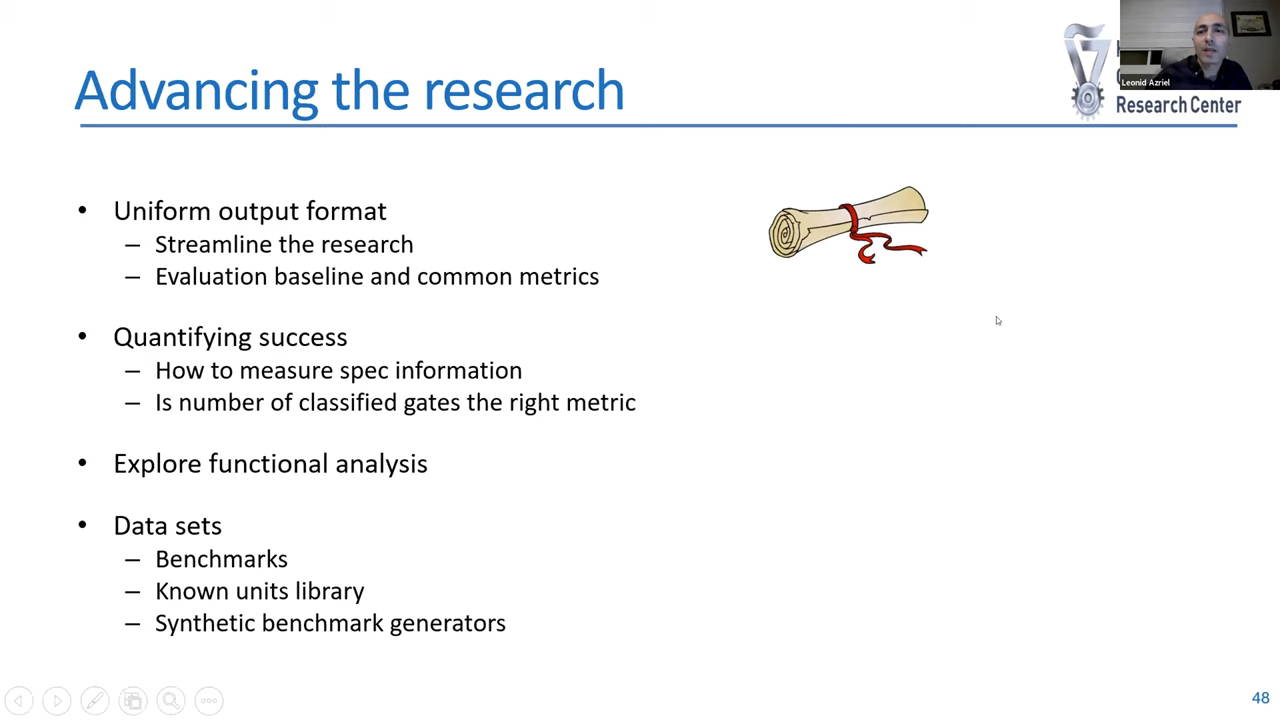 Advancing the research
Leonid Azriel
Research Center
• Uniform output format
– Streamline the research
– Evaluation baseline and common metrics
• Quantifying success
– How to measure spec information
– Is number of classified gates the right metric
• Explore functional analysis
• Data sets
– Benchmarks
– Known units library
– Synthetic benchmark generators
48